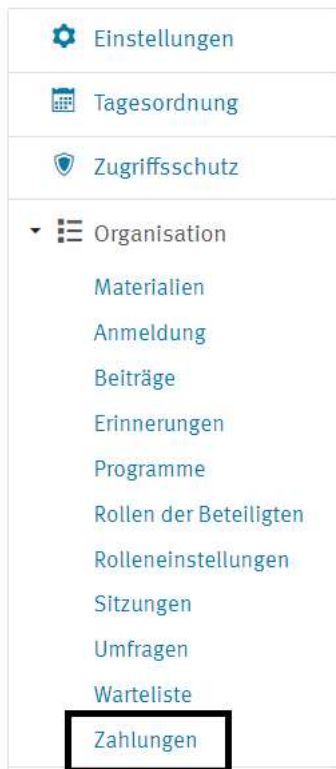 Einstellungen
Tagesordnung
Zugriffsschutz
Organisation
Materialien
Anmeldung
Beiträge
Erinnerungen
Programme
Rollen der Beteiligten
Rolleneinstellungen
Sitzungen
Umfragen
Warteliste
Zahlungen